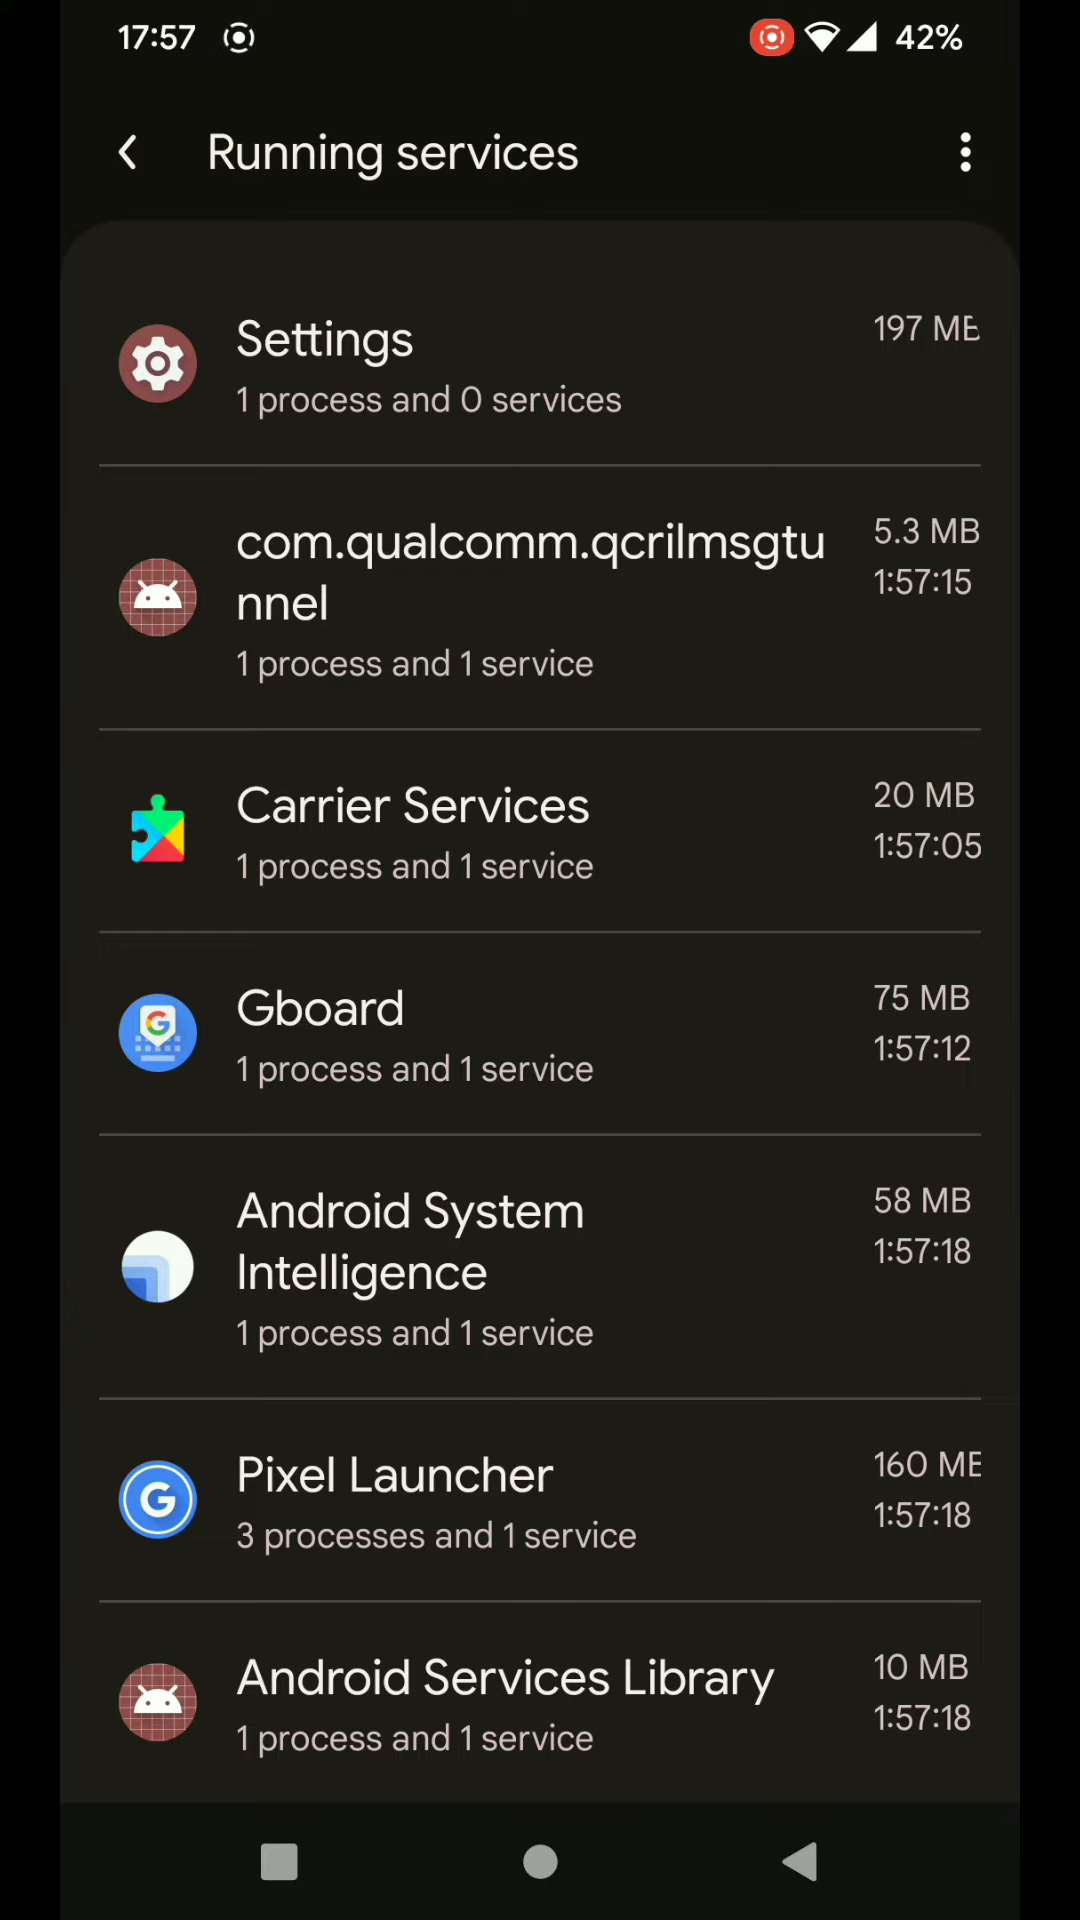 17:57
42%
Running services
Settings
197 MB
1 process and 0 services
com.qualcomm.qcrilmsgtu
nnel
5.3 MB
1:57:15
1 process and 1 service
Carrier Services
20 MB
1:57:05
1 process and 1 service
Gboard
75 MB
1:57:12
1 process and 1 service
Android System
Intelligence
58 MB
1:57:18
1 process and 1 service
Pixel Launcher
160 MB
1:57:18
3 processes and 1 service
Android Services Library
10 MB
1:57:18
1 process and 1 service